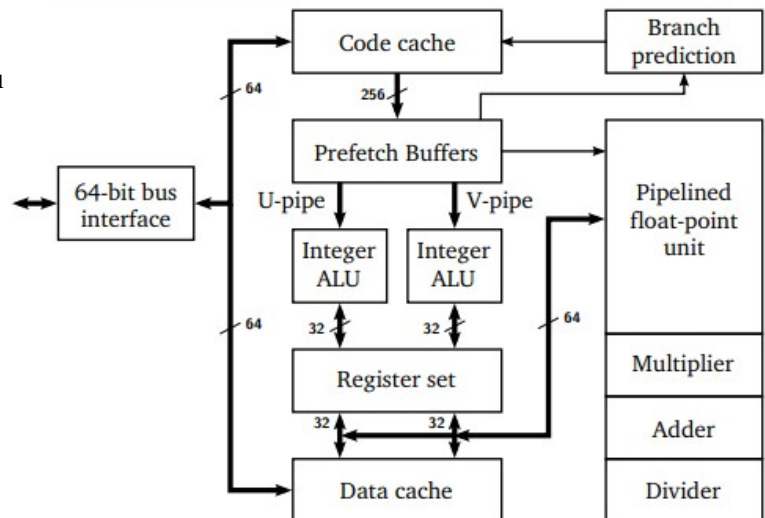 Code cache
Branch
prediction
64
256
Prefetch Buffers
64-bit bus
interface
U-pipe
V-pipe
Pipelined
float-point
unit
Integer
ALU
Integer
ALU
64
32
32
64
Register set
Multiplier
32
32
Adder
Data cache
Divider